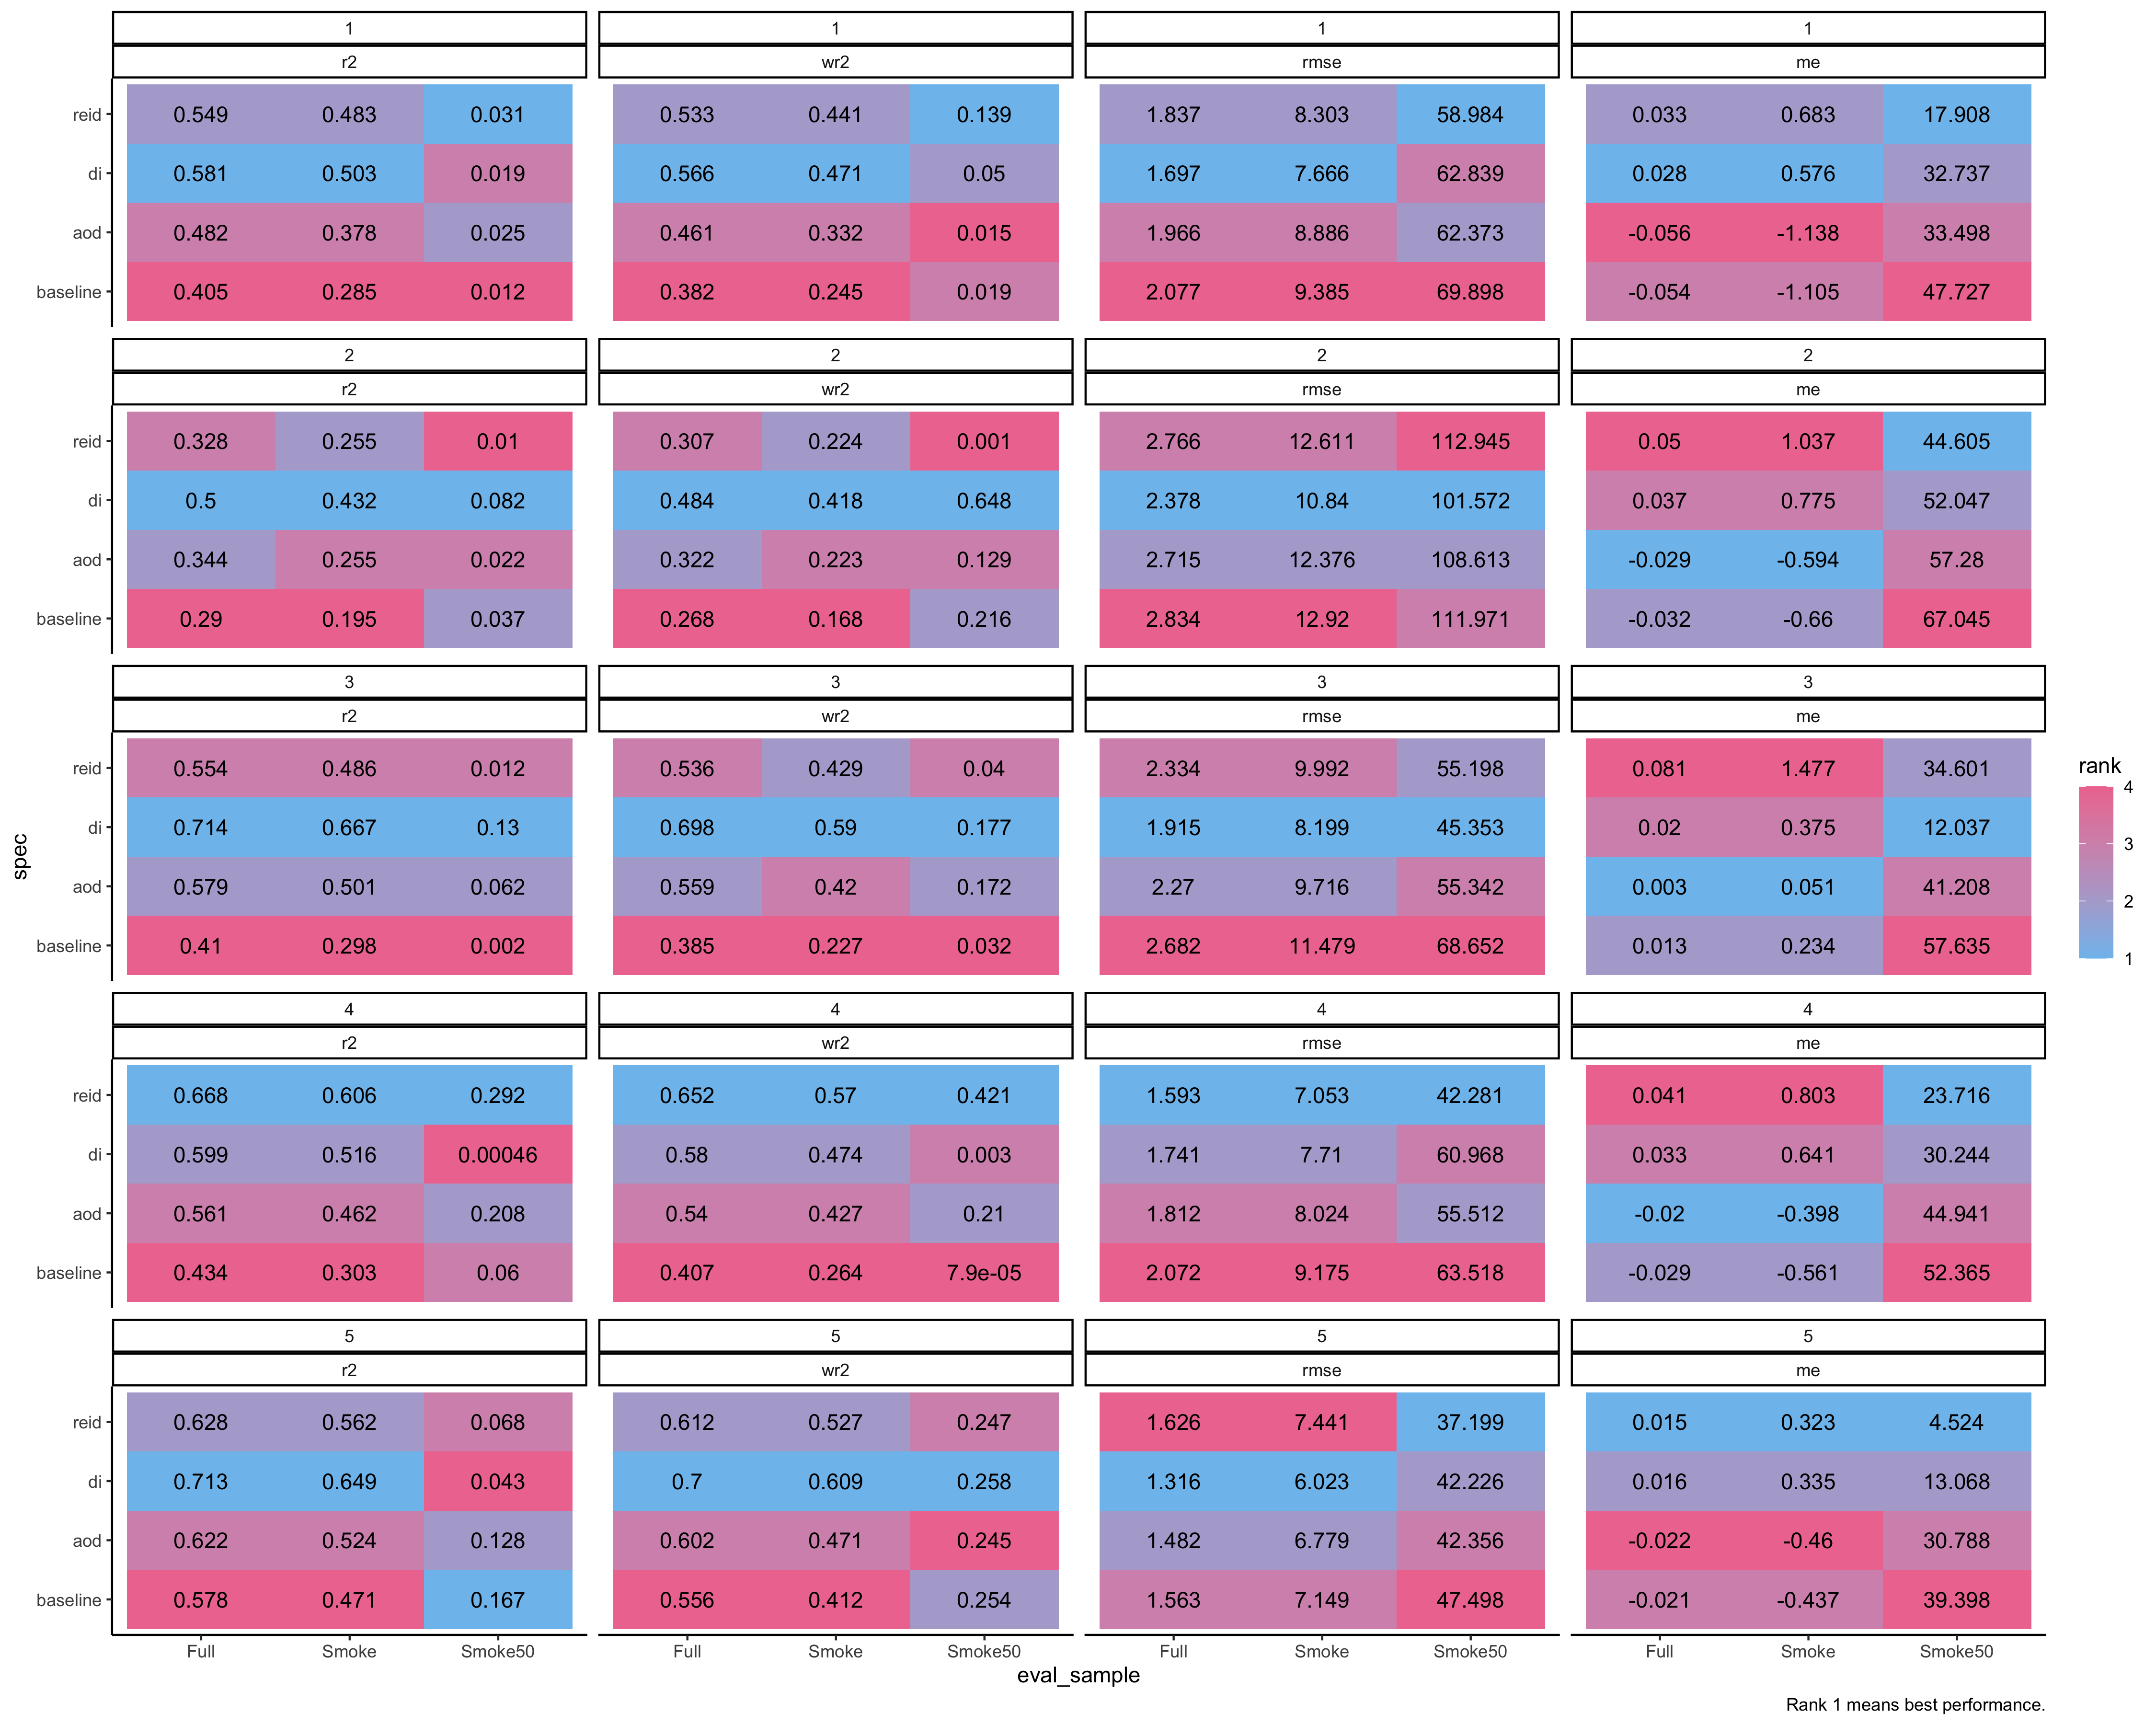 1 1 1 1
r2 wr2 rmse me
reid 0.549 0.483 0.031 0.533 0.441 0.139 1.837 8.303 58.984 0.033 0.683 17.908
di 0.581 0.503 0.019 0.566 0.471 0.05 1.697 7.666 62.839 0.028 0.576 32.737
aod 0.482 0.378 0.025 0.461 0.332 0.015 1.966 8.886 62.373 -0.056 -1.138 33.498
baseline 0.405 0.285 0.012 0.382 0.245 0.019 2.077 9.385 69.898 -0.054 -1.105 47.727
2 2 2 2
r2 wr2 rmse me
reid 0.328 0.255 0.01 0.307 0.224 0.001 2.766 12.611 112.945 0.05 1.037 44.605
di 0.5 0.432 0.082 0.484 0.418 0.648 2.378 10.84 101.572 0.037 0.775 52.047
aod 0.344 0.255 0.022 0.322 0.223 0.129 2.715 12.376 108.613 -0.029 -0.594 57.28
baseline 0.29 0.195 0.037 0.268 0.168 0.216 2.834 12.92 111.971 -0.032 -0.66 67.045
3 3 3 3
r2 wr2 rmse me
reid 0.554 0.486 0.012 0.536 0.429 0.04 2.334 9.992 55.198 0.081 1.477 34.601
di 0.714 0.667 0.13 0.698 0.59 0.177 1.915 8.199 45.353 0.02 0.375 12.037
aod 0.579 0.501 0.062 0.559 0.42 0.172 2.27 9.716 55.342 0.003 0.051 41.208
baseline 0.41 0.298 0.002 0.385 0.227 0.032 2.682 11.479 68.652 0.013 0.234 57.635
4 4 4 4
r2 wr2 rmse me
reid 0.668 0.606 0.292 0.652 0.57 0.421 1.593 7.053 42.281 0.041 0.803 23.716
di 0.599 0.516 0.00046 0.58 0.474 0.003 1.741 7.71 60.968 0.033 0.641 30.244
aod 0.561 0.462 0.208 0.54 0.427 0.21 1.812 8.024 55.512 -0.02 -0.398 44.941
baseline 0.434 0.303 0.06 0.407 0.264 7.9e-05 2.072 9.175 63.518 -0.029 -0.561 52.365
5 5 5 5
r2 wr2 rmse me
reid 0.628 0.562 0.068 0.612 0.527 0.247 1.626 7.441 37.199 0.015 0.323 4.524
di 0.713 0.649 0.043 0.7 0.609 0.258 1.316 6.023 42.226 0.016 0.335 13.068
aod 0.622 0.524 0.128 0.602 0.471 0.245 1.482 6.779 42.356 -0.022 -0.46 30.788
baseline 0.578 0.471 0.167 0.556 0.412 0.254 1.563 7.149 47.498 -0.021 -0.437 39.398
Full Smoke Smoke50 Full Smoke Smoke50 Full Smoke Smoke50 Full Smoke Smoke50
eval_sample
spec
rank
4
3
2
1
Rank 1 means best performance.